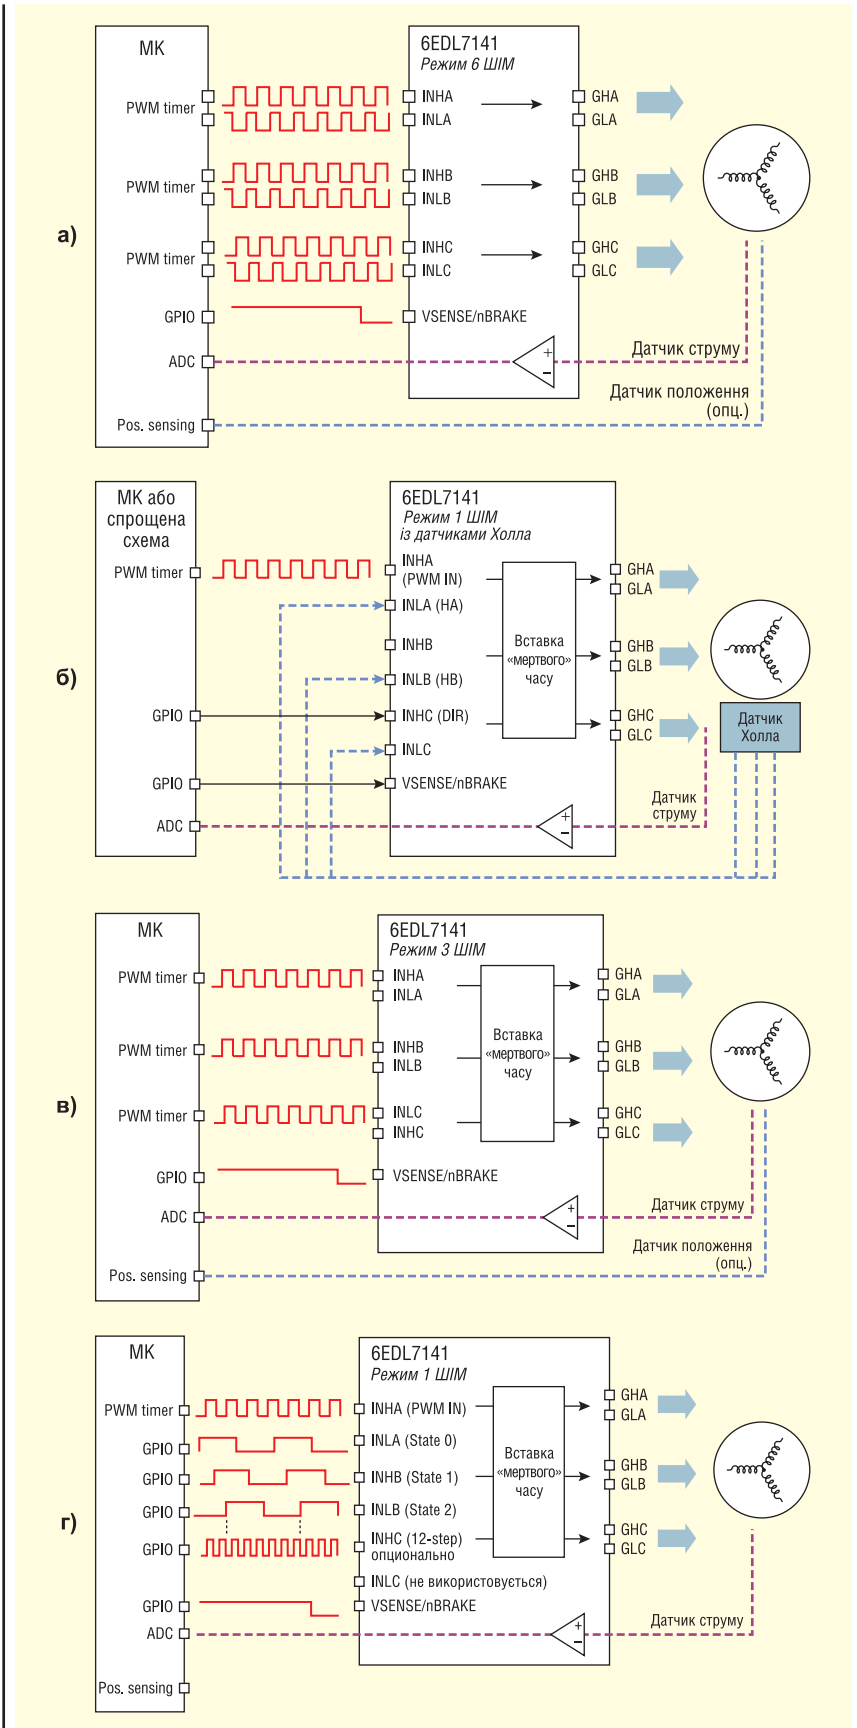 а)
МК
6EDL7141
Режим 6 ШІМ
PWM timer
INHA
INLA
GHA
GLA
PWM timer
INHB
INLB
GHB
GLB
PWM timer
INHC
INLC
GHC
GLC
GPIO
VSENSE/nBRAKE
ADC
+
−
Датчик струму
Датчик положення
(опц.)
Pos. sensing
б)
МК або
спрощена
схема
6EDL7141
Режим 1 ШІМ
із датчиками Холла
PWM timer
INHA
(PWM IN)
INLA (HA)
INHB
INLB (HB)
GPIO
INHC (DIR)
INLC
GPIO
VSENSE/nBRAKE
ADC
Вставка
«мертвого»
часу
GHA
GLA
GHB
GLB
GHC
GLC
Датчик
Холла
Датчик
струму
+
−
в)
МК
6EDL7141
Режим 3 ШІМ
PWM timer
INHA
INLA
GHA
GLA
PWM timer
INHB
INLB
Вставка
«мертвого»
часу
GHB
GLB
PWM timer
INLC
INHC
GHC
GLC
GPIO
VSENSE/nBRAKE
ADC
+
−
Датчик струму
Датчик положення
(опц.)
Pos. sensing
г)
МК
6EDL7141
Режим 1 ШІМ
PWM timer
INHA (PWM IN)
GPIO
INLA (State 0)
GPIO
INHB (State 1)
GPIO
INLB (State 2)
GPIO
INHC (12-step)
опционально
INLC (не використовується)
GPIO
VSENSE/nBRAKE
ADC
Pos. sensing
Вставка
«мертвого»
часу
GHA
GLA
GHB
GLB
GHC
GLC
+
−
Датчик струму